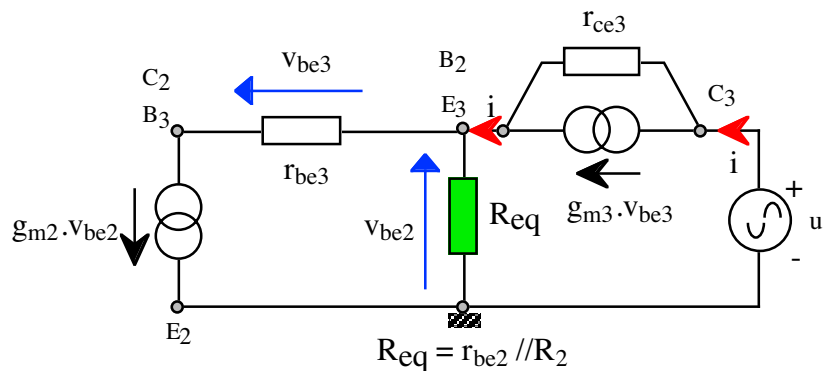 r_ce3
v_be3
C_2
B_2
B_3
E_3
i
C_3
r_be3
i
g_m2.v_be2
v_be2
R_eq
g_m3.v_be3
+
u
-
E_2
R_eq = r_be2 //R_2